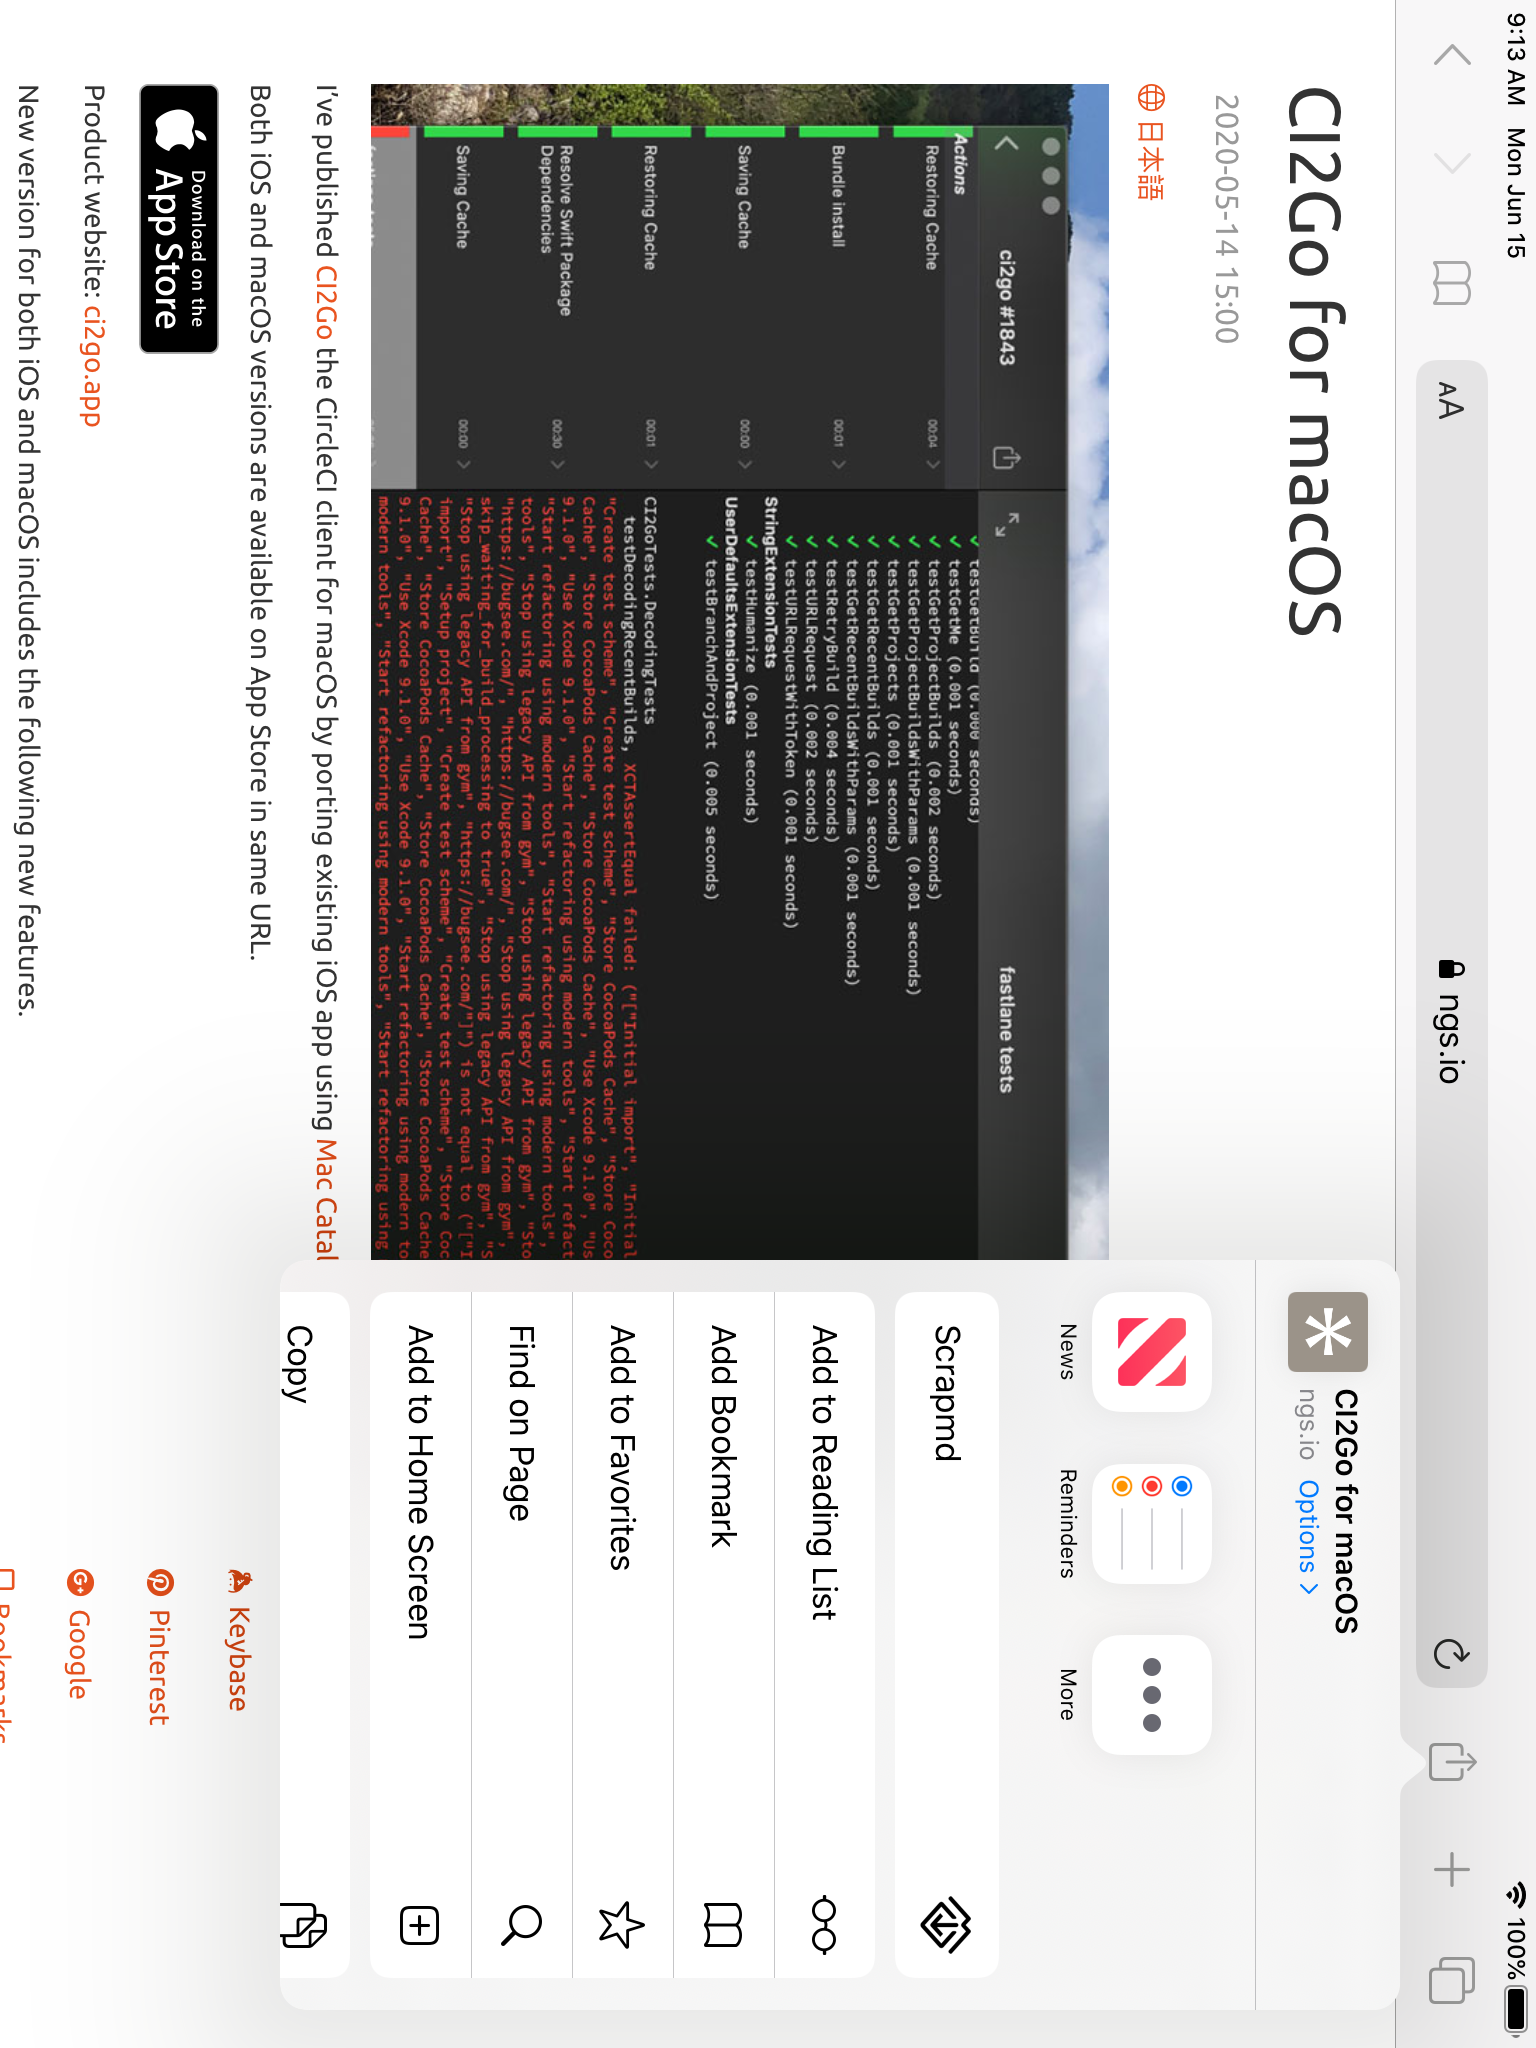 9:13 AM Mon Jun 15
100%
AA
ngs.io
CI2Go for macOS
2020-05-14 15:00
日本語
ci2go #1843
fastlane tests
Actions
Restoring Cache 00:04
Bundle install 00:01
Saving Cache 00:00
Restoring Cache 00:01
Resolve Swift Package
Dependencies 00:30
Saving Cache 00:00
✓ testGetBuild (0.000 seconds)
✓ testGetMe (0.001 seconds)
✓ testGetProjectBuilds (0.002 seconds)
✓ testGetProjectBuildsWithParams (0.001 seconds)
✓ testGetProjects (0.001 seconds)
✓ testGetRecentBuilds (0.001 seconds)
✓ testGetRecentBuildsWithParams (0.001 seconds)
✓ testRetryBuild (0.004 seconds)
✓ testURLRequest (0.002 seconds)
✓ testURLRequestWithToken (0.001 seconds)
StringExtensionTests
✓ testHumanize (0.001 seconds)
UserDefaultsExtensionTests
✓ testBranchAndProject (0.005 seconds)
CI2GoTests.DecodingTests
testDecodingRecentBuilds, XCTAssertEqual failed: ("["Initial import", "Initial
"Create test scheme", "Create test scheme", "Store CocoaPods Cache", "Store Coco
Cache", "Store CocoaPods Cache", "Store CocoaPods Cache", "Use Xcode 9.1.0", "Us
9.1.0", "Use Xcode 9.1.0", "Start refactoring using modern tools", "Start refact
"Start refactoring using modern tools", "Start refactoring using modern tools",
tools", "Stop using legacy API from gym", "Stop using legacy API from gym", "Sto
"https://bugsee.com/", "https://bugsee.com/", "Stop using legacy API from gym",
skip_waiting_for_build_processing to true", "Stop using legacy API from gym", "S
"Stop using legacy API from gym", "https://bugsee.com/"]") is not equal to ("["I
import", "Setup project", "Create test scheme", "Create test scheme", "Store Coc
Cache", "Store CocoaPods Cache", "Store CocoaPods Cache", "Store CocoaPods Cache
9.1.0", "Use Xcode 9.1.0", "Use Xcode 9.1.0", "Start refactoring using modern to
modern tools", "Start refactoring using modern tools", "Start refactoring using
I've published CI2Go the CircleCI client for macOS by porting existing iOS app using Mac Catal
Both iOS and macOS versions are available on App Store in same URL.
Download on the
App Store
Product website: ci2go.app
New version for both iOS and macOS includes the following new features.
CI2Go for macOS
ngs.io Options >
News
Reminders
More
Scrapmd
Add to Reading List
Add Bookmark
Add to Favorites
Find on Page
Add to Home Screen
Copy
Keybase
Pinterest
Google
Bookmarks